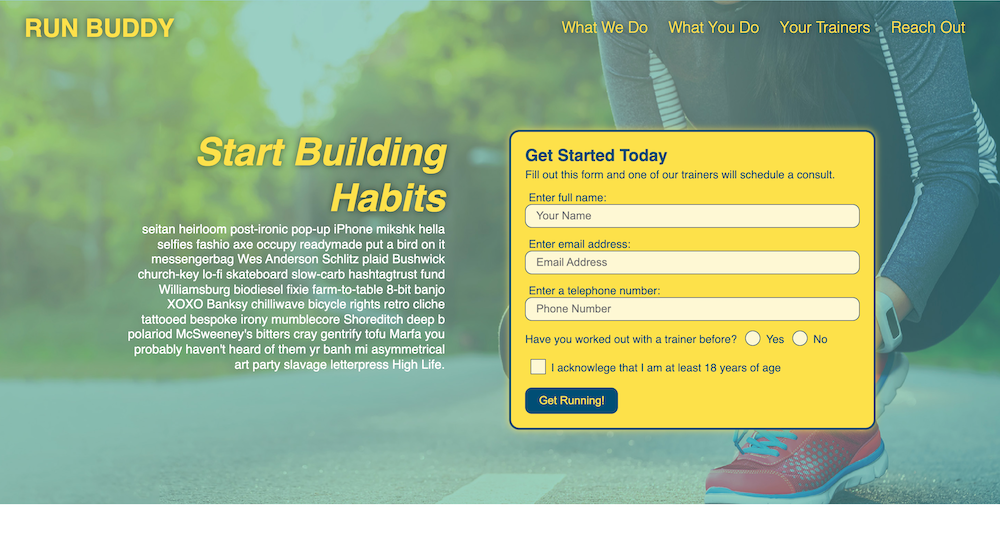 RUN BUDDY
What We Do What You Do Your Trainers Reach Out
Start Building
Habits
seitan heirloom post-ironic pop-up iPhone mikshk hella
selfies fashio axe occupy readymade put a bird on it
messengerbag Wes Anderson Schlitz plaid Bushwick
church-key lo-fi skateboard slow-carb hashtagtrust fund
Williamsburg biodiesel fixie farm-to-table 8-bit banjo
XOXO Banksy chilliwave bicycle rights retro cliche
tattooed bespoke irony mumblecore Shoreditch deep b
polariod McSweeney's bitters cray gentrify tofu Marfa you
probably haven't heard of them yr banh mi asymmetrical
art party slavage letterpress High Life.
Get Started Today
Fill out this form and one of our trainers will schedule a consult.
Enter full name:
Your Name
Enter email address:
Email Address
Enter a telephone number:
Phone Number
Have you worked out with a trainer before? Yes No
I acknowlege that I am at least 18 years of age
Get Running!